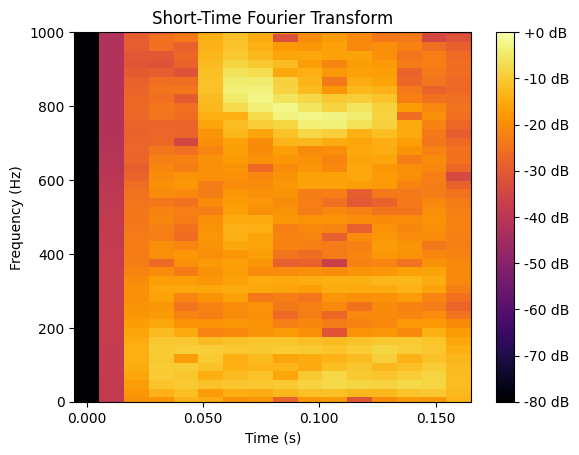 Short-Time Fourier Transform
1000
800
600
400
200
0
Frequency (Hz)
0.000
0.050
0.100
0.150
Time (s)
+0 dB
-10 dB
-20 dB
-30 dB
-40 dB
-50 dB
-60 dB
-70 dB
-80 dB